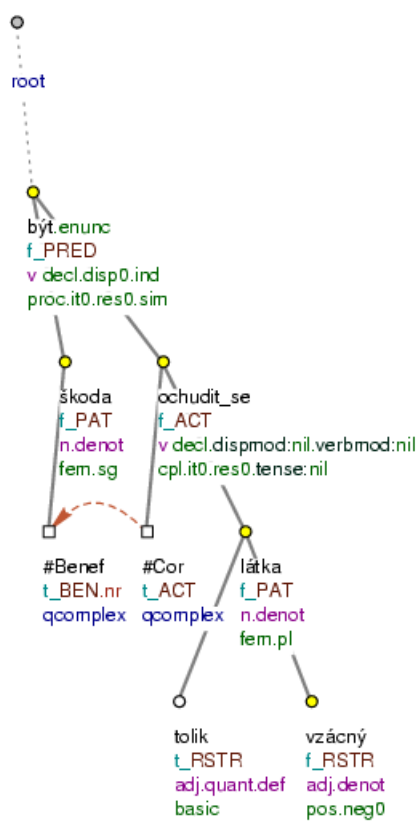 root
být.enunc
f_PRED
v decl.disp0.ind
proc.it0.res0.sim
škoda
f_PAT
n.denot
fem.sg
ochudit_se
f_ACT
v decl.dispmod:nil.verbmod:nil
cpl.it0.res0.tense:nil
#Benef
t_BEN.nr
qcomplex
#Cor
t_ACT
qcomplex
látka
f_PAT
n.denot
fem.pl
tolik
t_RSTR
adj.quant.def
basic
vzácný
f_RSTR
adj.denot
pos.neg0